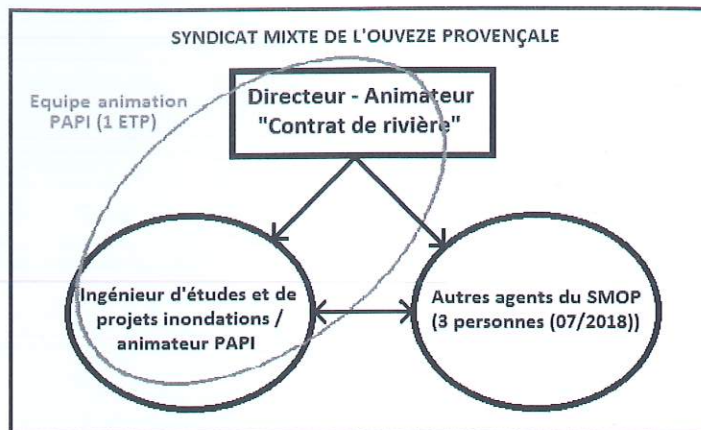 SYNDICAT MIXTE DE L'OUVEZE PROVENÇALE
Equipe animation
PAPI (1 ETP)
Directeur - Animateur
"Contrat de rivière"
Ingénieur d'études et de
projets inondations /
animateur PAPI
Autres agents du SMOP
(3 personnes (07/2018))